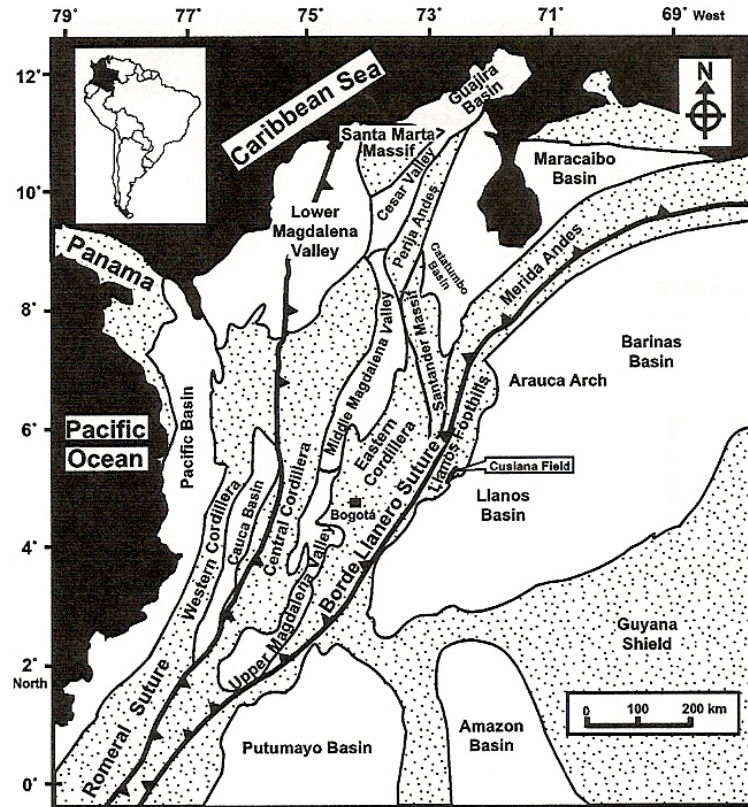 79°
77°
75°
73°
71°
69° West
12°
10°
8°
6°
4°
2°
North
0°
N
Caribbean Sea
Guajira
Basin
Santa Marta
Massif
Maracaibo
Basin
Cesar Valley
Lower
Magdalena
Valley
Perija Andes
Catatumbo
Basin
Merida Andes
Panama
Santander Massif
Middle Magdalena Valley
Barinas
Basin
Arauca Arch
Pacific
Ocean
Pacific Basin
Eastern
Cordillera
Llanos Foothills
Cusiana Field
Llanos
Basin
Western Cordillera
Cauca Basin
Central Cordillera
Bogotá
Borde Llanero Suture
Upper Magdalena Valley
Guyana
Shield
Romeral Suture
Putumayo Basin
Amazon
Basin
0 100 200 km